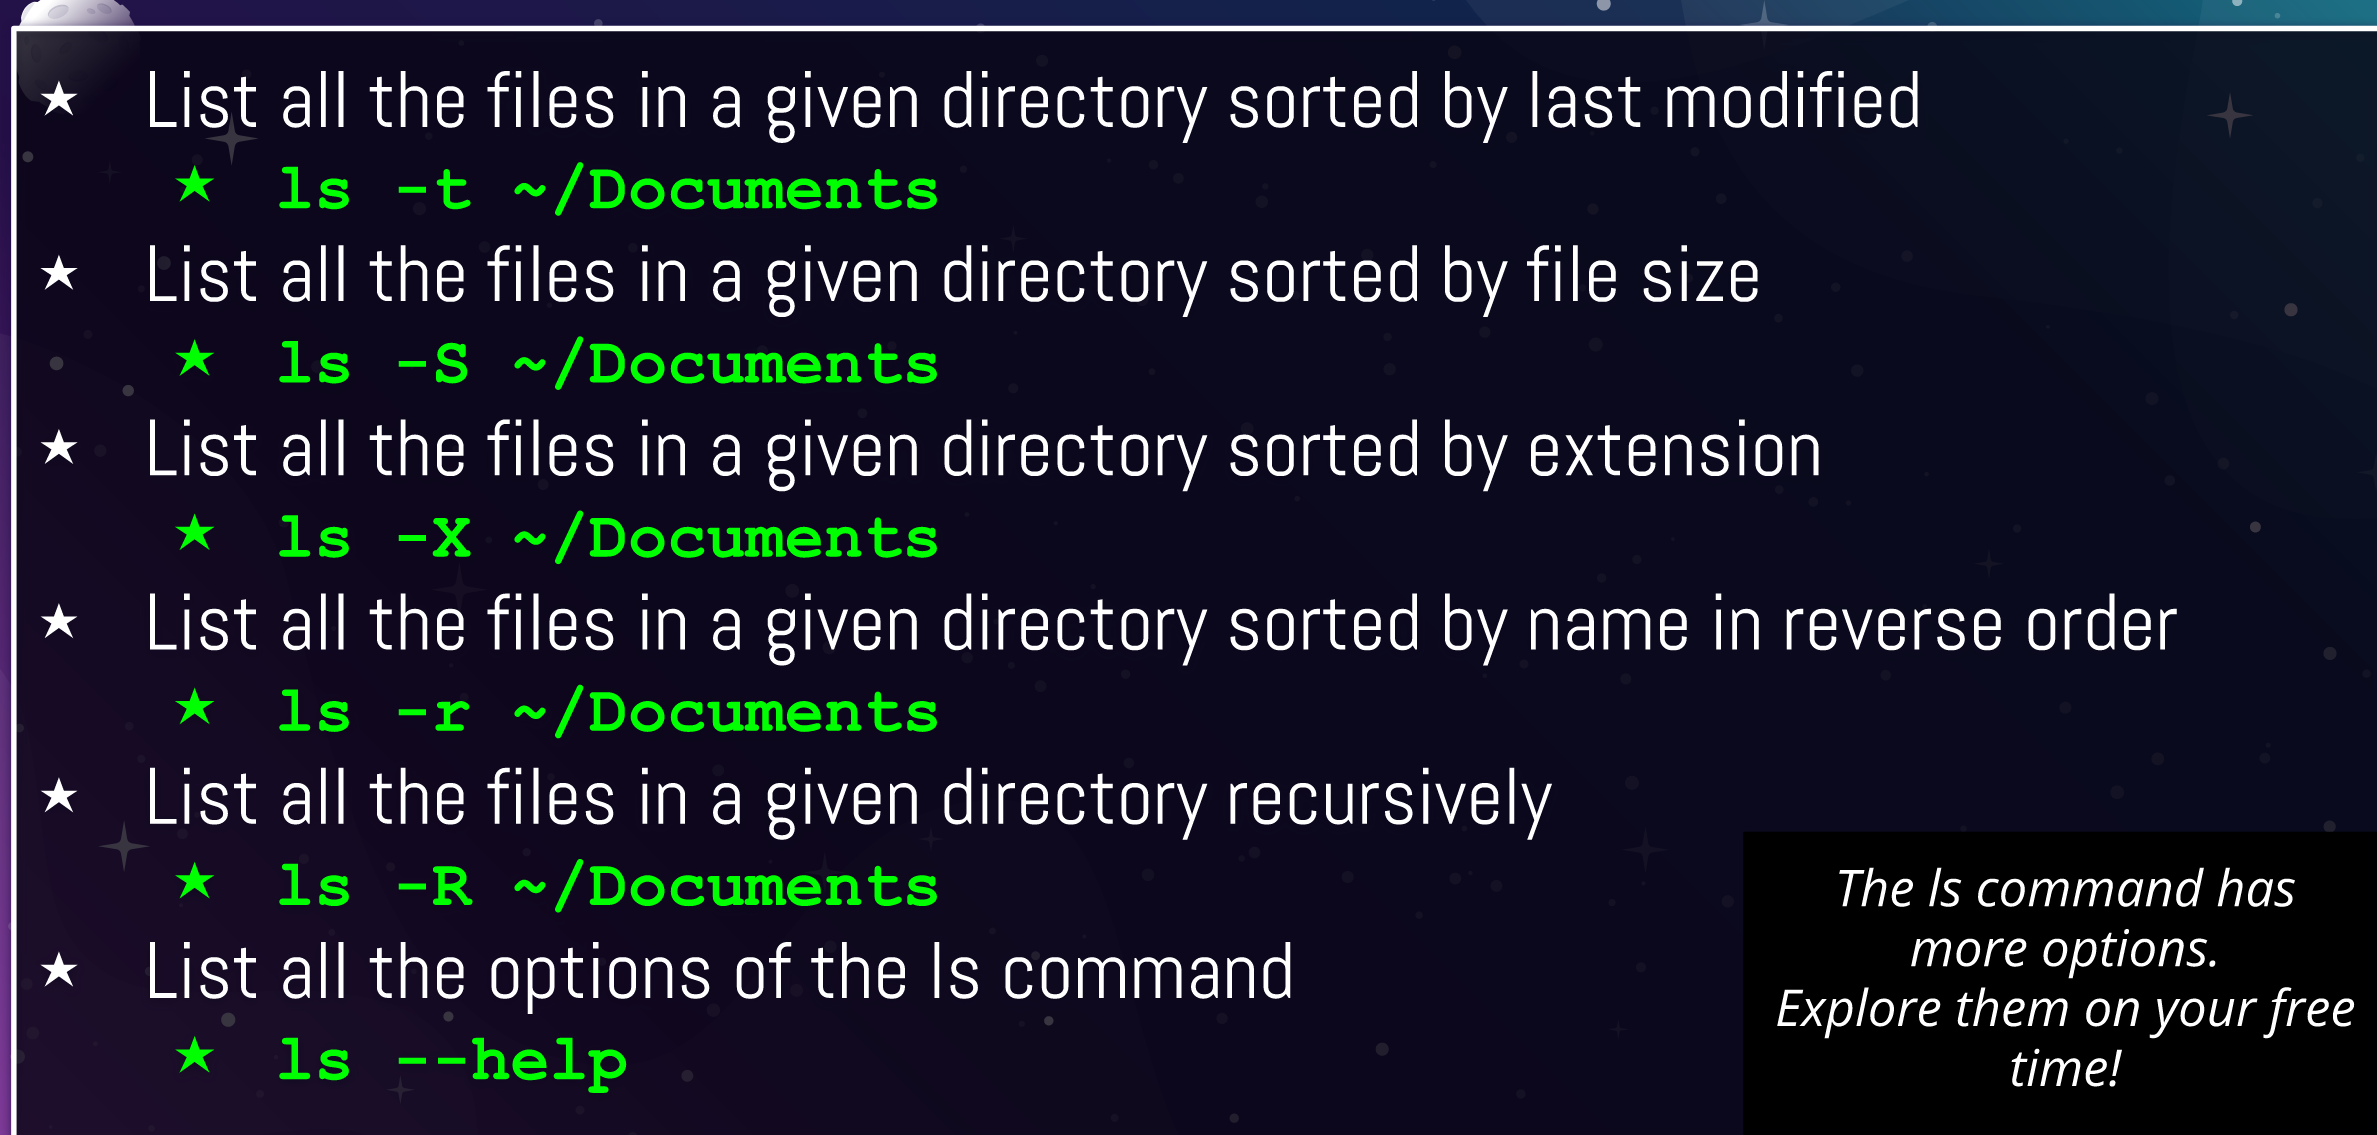 ★ List all the files in a given directory sorted by last modified
★ ls -t ~/Documents
★ List all the files in a given directory sorted by file size
★ ls -S ~/Documents
★ List all the files in a given directory sorted by extension
★ ls -X ~/Documents
★ List all the files in a given directory sorted by name in reverse order
★ ls -r ~/Documents
★ List all the files in a given directory recursively
★ ls -R ~/Documents
★ List all the options of the ls command
★ ls --help
The ls command has
more options.
Explore them on your free
time!